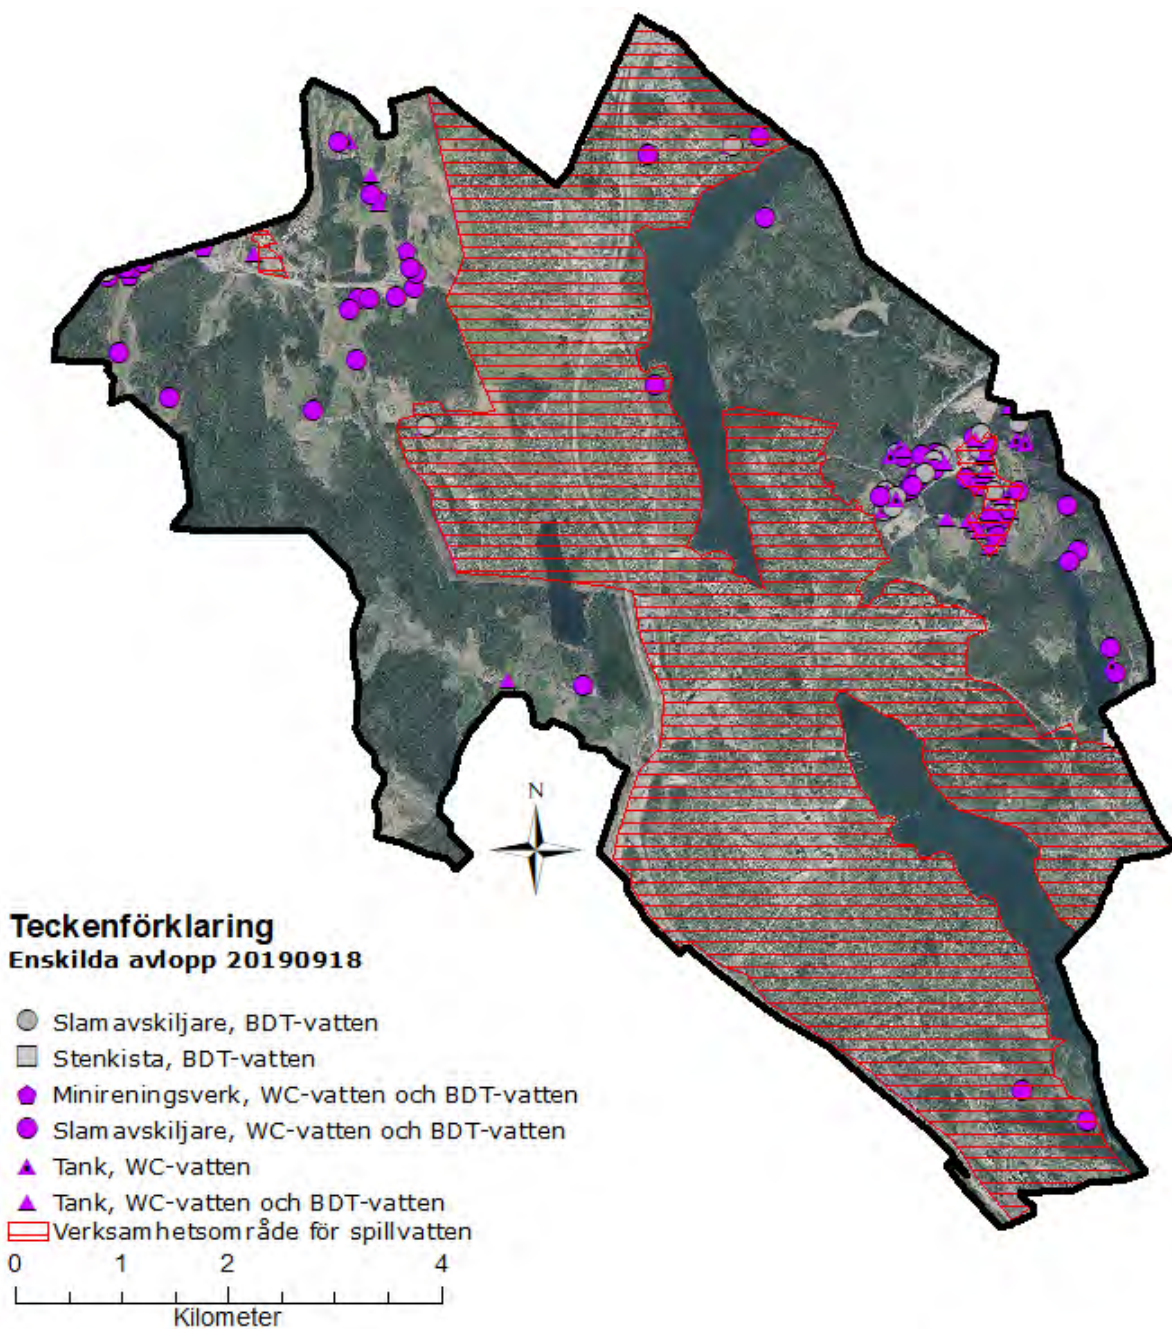 N
Teckenförklaring
Enskilda avlopp 20190918
Slamavskiljare, BDT-vatten
Stenkista, BDT-vatten
Minireningsverk, WC-vatten och BDT-vatten
Slamavskiljare, WC-vatten och BDT-vatten
Tank, WC-vatten
Tank, WC-vatten och BDT-vatten
Verksamhetsområde för spillvatten
0 1 2 4
Kilometer